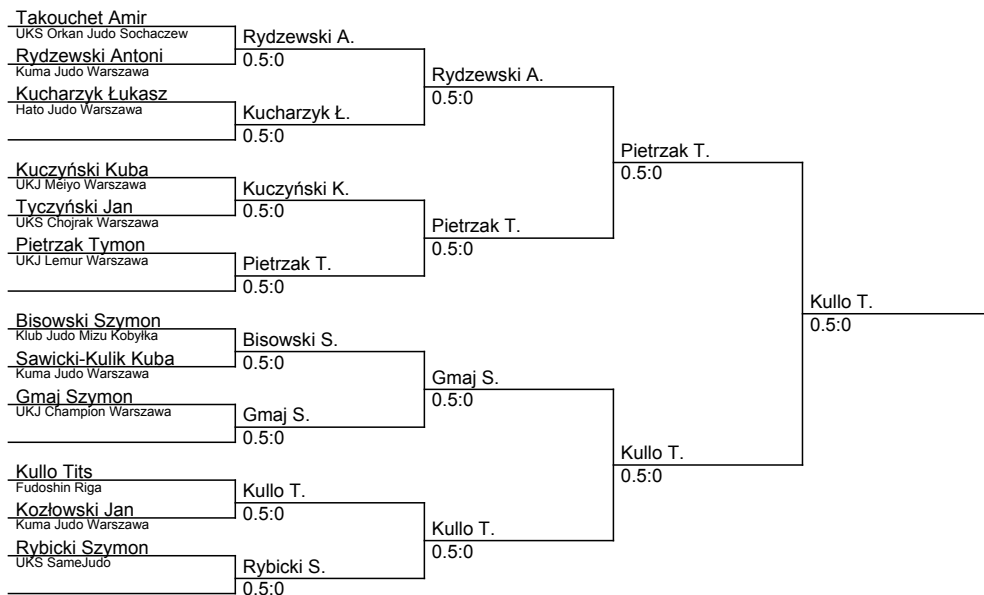 Takouchet Amir
UKS Orkan Judo Sochaczew
Rydzewski Antoni
Kuma Judo Warszawa
Kucharzyk Łukasz
Hato Judo Warszawa
Kuczyński Kuba
UKJ Meiyo Warszawa
Tyczyński Jan
UKS Chojrak Warszawa
Pietrzak Tymon
UKJ Lemur Warszawa
Bisowski Szymon
Klub Judo Mizu Kobyłka
Sawicki-Kulik Kuba
Kuma Judo Warszawa
Gmaj Szymon
UKJ Champion Warszawa
Kullo Tits
Fudoshin Riga
Kozłowski Jan
Kuma Judo Warszawa
Rybicki Szymon
UKS SameJudo
Rydzewski A.
0.5:0
Kucharzyk Ł.
0.5:0
Kuczyński K.
0.5:0
Pietrzak T.
0.5:0
Bisowski S.
0.5:0
Gmaj S.
0.5:0
Kullo T.
0.5:0
Rybicki S.
0.5:0
Rydzewski A.
0.5:0
Pietrzak T.
0.5:0
Gmaj S.
0.5:0
Kullo T.
0.5:0
Pietrzak T.
0.5:0
Kullo T.
0.5:0
Kullo T.
0.5:0